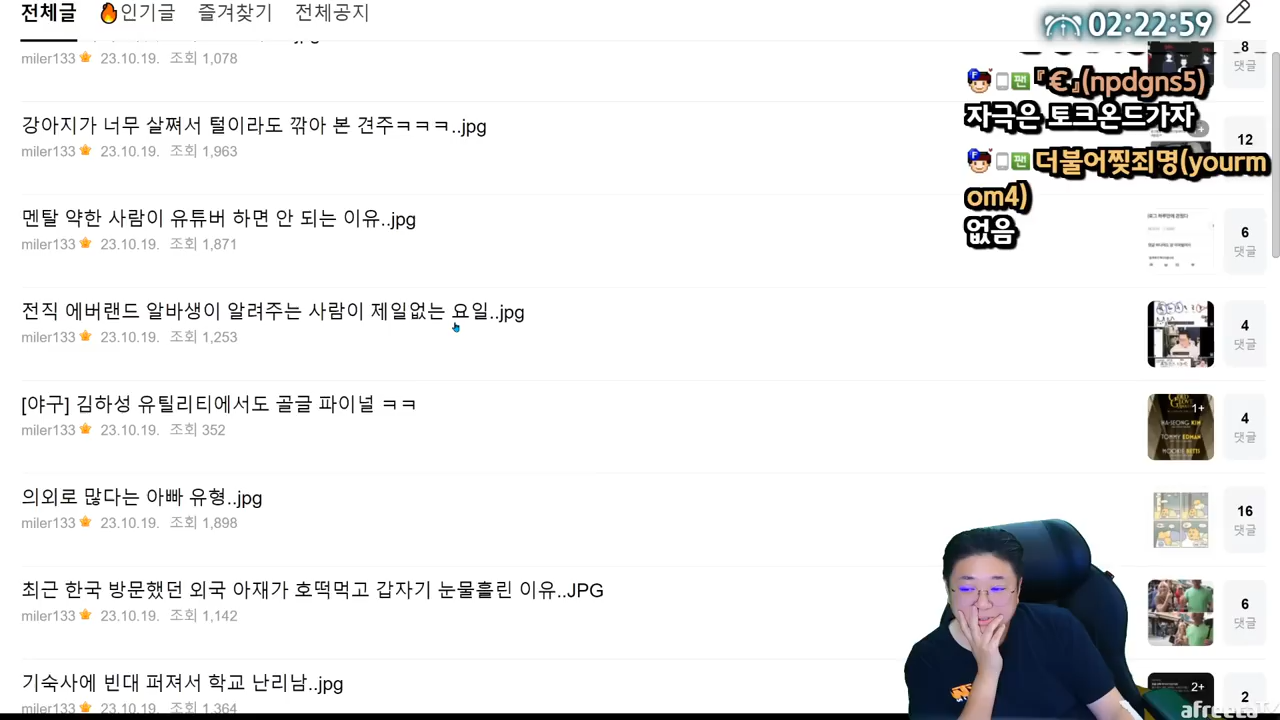 전체글 🔥인기글 즐겨찾기 전체공지
02:22:59
miler133 23.10.19. 조회 1,078
8
댓글
『€』(npdgns5)
자극은 토크온드가자
강아지가 너무 살쪄서 털이라도 깎아 본 견주ㅋㅋㅋ..jpg
miler133 23.10.19. 조회 1,963
12
더불어찢죄명(yourm
om4)
없음
멘탈 약한 사람이 유튜버 하면 안 되는 이유..jpg
miler133 23.10.19. 조회 1,871
6
댓글
전직 에버랜드 알바생이 알려주는 사람이 제일없는 요일..jpg
miler133 23.10.19. 조회 1,253
4
댓글
[야구] 김하성 유틸리티에서도 골글 파이널 ㅋㅋ
miler133 23.10.19. 조회 352
1+
HA-SEONG KIM
TOMMY EDMAN
MOOKIE BETTS
4
댓글
의외로 많다는 아빠 유형..jpg
miler133 23.10.19. 조회 1,898
16
댓글
최근 한국 방문했던 외국 아재가 호떡먹고 갑자기 눈물흘린 이유..JPG
miler133 23.10.19. 조회 1,142
6
댓글
기숙사에 빈대 퍼져서 학교 난리남..jpg
miler133 23.10.19. 조회 1,364
2+
2
댓글
afreecaTV